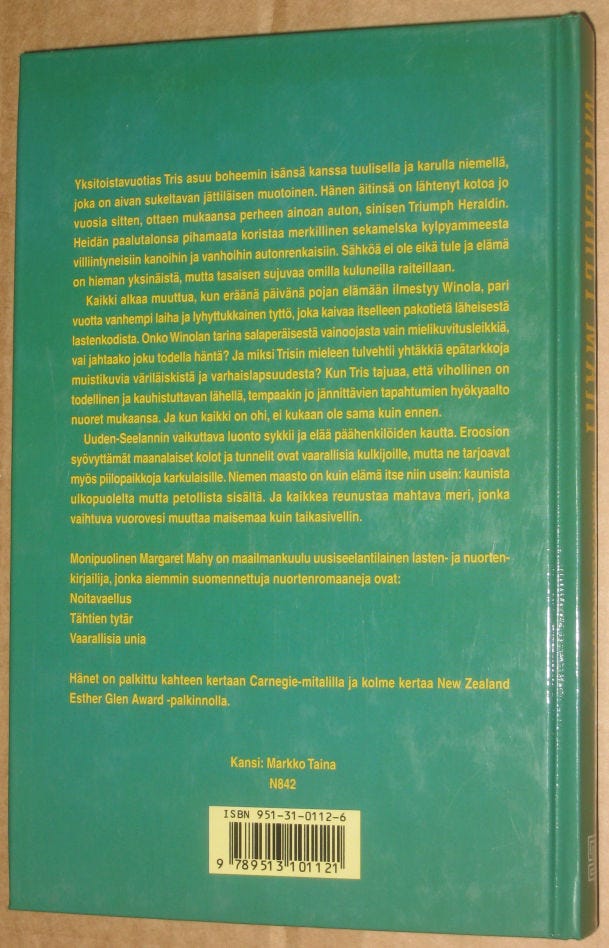 Yksitoistavuotias Tris asuu boheemin isänsä kanssa tuulisella ja karulla niemellä,
joka on aivan sukeltavan jättiläisen muotoinen. Hänen äitinsä on lähtenyt kotoa jo
vuosia sitten, ottaen mukaansa perheen ainoan auton, sinisen Triumph Heraldin.
Heidän paalutalonsa pihamaata koristaa merkillinen sekamelska kylpyammeesta
villiintyneisiin kanoihin ja vanhoihin autonrenkaisiin. Sähköä ei ole eikä tule ja elämä
on hieman yksinäistä, mutta tasaisen sujuvaa omilla kuluneilla raiteillaan.
Kaikki alkaa muuttua, kun eräänä päivänä pojan elämään ilmestyy Winola, pari
vuotta vanhempi laiha ja lyhyttukkainen tyttö, joka kaivaa itselleen pakotietä läheisestä
lastenkodista. Onko Winolan tarina salaperäisestä vainoojasta vain mielikuvitusleikkiä,
vai jahtaako joku todella häntä? Ja miksi Trisin mieleen tulvehtii yhtäkkiä epätarkkoja
muistikuvia väriläiskistä ja varhaislapsuudesta? Kun Tris tajuaa, että vihollinen on
todellinen ja kauhistuttavan lähellä, tempaakin jo jännittävien tapahtumien hyökyaalto
nuoret mukaansa. Ja kun kaikki on ohi, ei kukaan ole sama kuin ennen.
Uuden-Seelannin vaikuttava luonto sykkii ja elää päähenkilöiden kautta. Eroosion
syövyttämät maanalaiset kolot ja tunnelit ovat vaarallisia kulkijoille, mutta ne tarjoavat
myös piilopaikkoja karkulaisille. Niemen maasto on kuin elämä itse niin usein: kaunista
ulkopuolelta mutta petollista sisältä. Ja kaikkea reunustaa mahtava meri, jonka
vaihtuva vuorovesi muuttaa maisemaa kuin taikasivellin.
Monipuolinen Margaret Mahy on maailmankuulu uusiseelantilainen lasten- ja nuorten-
kirjailija, jonka aiemmin suomennettuja nuortenromaaneja ovat:
Noitavaellus
Tähtien tytär
Vaarallisia unia
Hänet on palkittu kahteen kertaan Carnegie-mitalilla ja kolme kertaa New Zealand
Esther Glen Award -palkinnolla.
Kansi: Markko Taina
N842
ISBN 951-31-0112-6
9 789513 101121
MARGARET MAHY